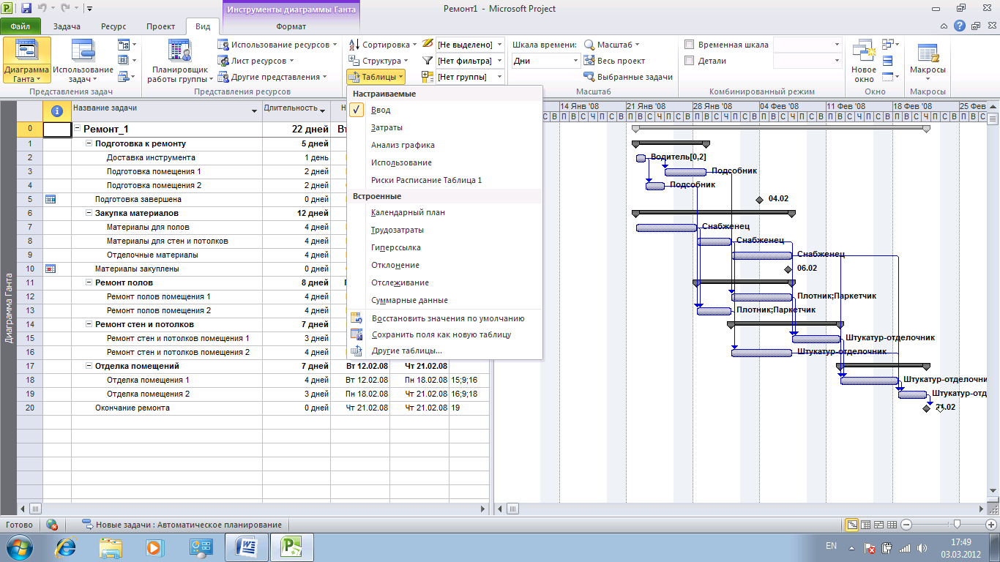 Инструменты диаграммы Ганта
Ремонт1 - Microsoft Project
Файл Задача Ресурс Проект Вид Формат
Диаграмма Ганта
Использование задач
Представления задач
Планировщик работы группы
Использование ресурсов
Лист ресурсов
Другие представления
Представления ресурсов
Сортировка
Структура
Таблицы
[Не выделено]
[Нет фильтра]
[Нет группы]
Шкала времени:
Дни
Масштаб
Весь проект
Выбранные задачи
Масштаб
Временная шкала
Детали
Комбинированный режим
Новое окно
Окно
Макросы
Макросы
Настраиваемые
Ввод
Затраты
Анализ графика
Использование
Риски Расписание Таблица 1
Встроенные
Календарный план
Трудозатраты
Гиперссылка
Отклонение
Отслеживание
Суммарные данные
Восстановить значения по умолчанию
Сохранить поля как новую таблицу
Другие таблицы...
Диаграмма Ганта
Название задачи Длительность Н
0 Ремонт_1 22 дней Вт
1 Подготовка к ремонту 5 дней
2 Доставка инструмента 1 день
3 Подготовка помещения 1 2 дней
4 Подготовка помещения 2 2 дней
5 Подготовка завершена 0 дней
6 Закупка материалов 12 дней
7 Материалы для полов 4 дней
8 Материалы для стен и потолков 4 дней
9 Отделочные материалы 4 дней
10 Материалы закуплены 0 дней
11 Ремонт полов 8 дней
12 Ремонт полов помещения 1 4 дней
13 Ремонт полов помещения 2 4 дней
14 Ремонт стен и потолков 7 дней
15 Ремонт стен и потолков помещения 1 3 дней
16 Ремонт стен и потолков помещения 2 4 дней
17 Отделка помещений 7 дней Вт 12.02.08 Чт 21.02.08
18 Отделка помещения 1 4 дней Вт 12.02.08 Пн 18.02.08 15;9;16
19 Отделка помещения 2 3 дней Пн 18.02.08 Чт 21.02.08 16;9;18
20 Окончание ремонта 0 дней Чт 21.02.08 Чт 21.02.08 19
14 Янв '08 21 Янв '08 28 Янв '08 04 Фев '08 11 Фев '08 18 Фев '08 25 Фев
С В П В С Ч П С В П В С Ч П С В П В С Ч П С В П В С Ч П С В П В С Ч П С В П В С Ч П С В П В С
Водитель[0,2]
Подсобник
Подсобник
04.02
Снабженец
Снабженец
Снабженец
06.02
Плотник;Паркетчик
Плотник;Паркетчик
Штукатур-отделочник
Штукатур-отделочник
Штукатур-отделочни
Штукатур-отд
21.02
Готово
Новые задачи : Автоматическое планирование
EN
17:49
03.03.2012